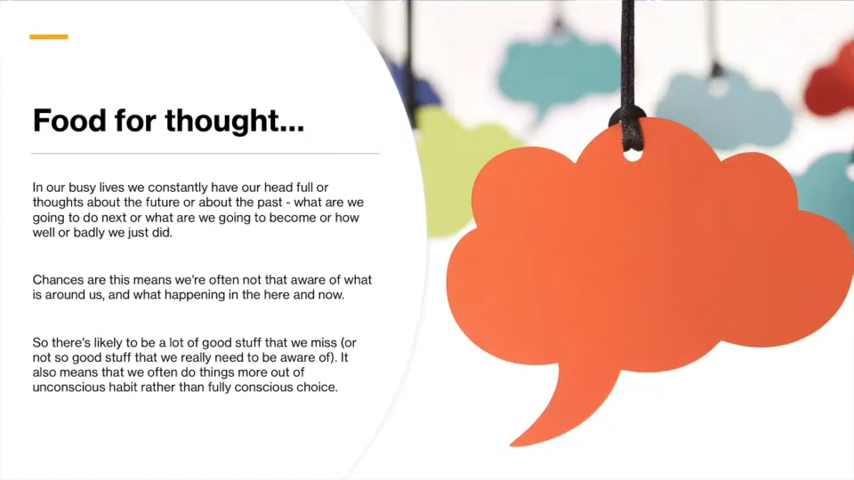 Food for thought...
In our busy lives we constantly have our head full or
thoughts about the future or about the past - what are we
going to do next or what are we going to become or how
well or badly we just did.
Chances are this means we're often not that aware of what
is around us, and what happening in the here and now.
So there's likely to be a lot of good stuff that we miss (or
not so good stuff that we really need to be aware of). It
also means that we often do things more out of
unconscious habit rather than fully conscious choice.